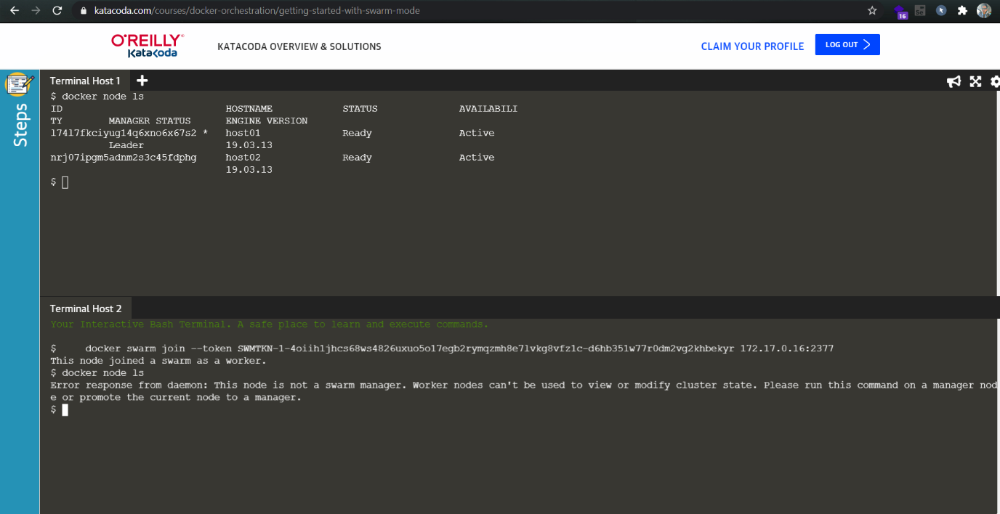 katacoda.com/courses/docker-orchestration/getting-started-with-swarm-mode
16
O'REILLY®
Katacoda
KATACODA OVERVIEW & SOLUTIONS
CLAIM YOUR PROFILE
LOG OUT
Steps
Terminal Host 1
$ docker node ls
ID HOSTNAME STATUS AVAILABILI
TY MANAGER STATUS ENGINE VERSION
l74l7fkciyug14q6xno6x67s2 * host01 Ready Active
Leader 19.03.13
nrj07ipgm5adnm2s3c45fdphg host02 Ready Active
19.03.13
$
Terminal Host 2
Your Interactive Bash Terminal. A safe place to learn and execute commands.
$ docker swarm join --token SWMTKN-1-4oiih1jhcs68ws4826uxuo5o17egb2rymqzmh8e7lvkg8vfz1c-d6hb351w77r0dm2vg2khbekyr 172.17.0.16:2377
This node joined a swarm as a worker.
$ docker node ls
Error response from daemon: This node is not a swarm manager. Worker nodes can't be used to view or modify cluster state. Please run this command on a manager nod
e or promote the current node to a manager.
$